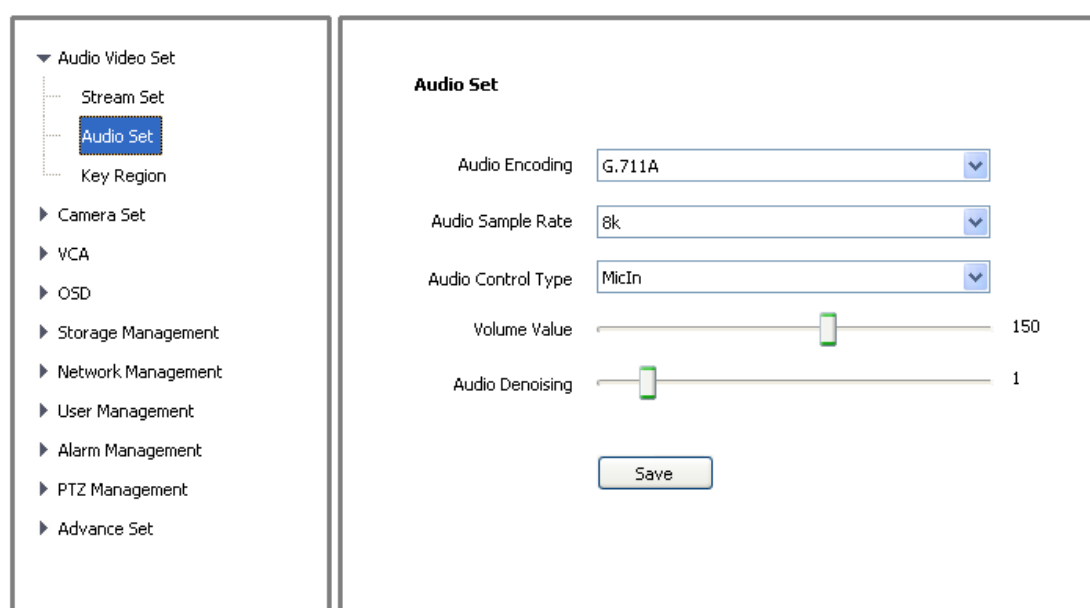 Audio Video Set
Stream Set
Audio Set
Key Region
Camera Set
VCA
OSD
Storage Management
Network Management
User Management
Alarm Management
PTZ Management
Advance Set
Audio Set
Audio Encoding G.711A
Audio Sample Rate 8k
Audio Control Type MicIn
Volume Value 150
Audio Denoising 1
Save